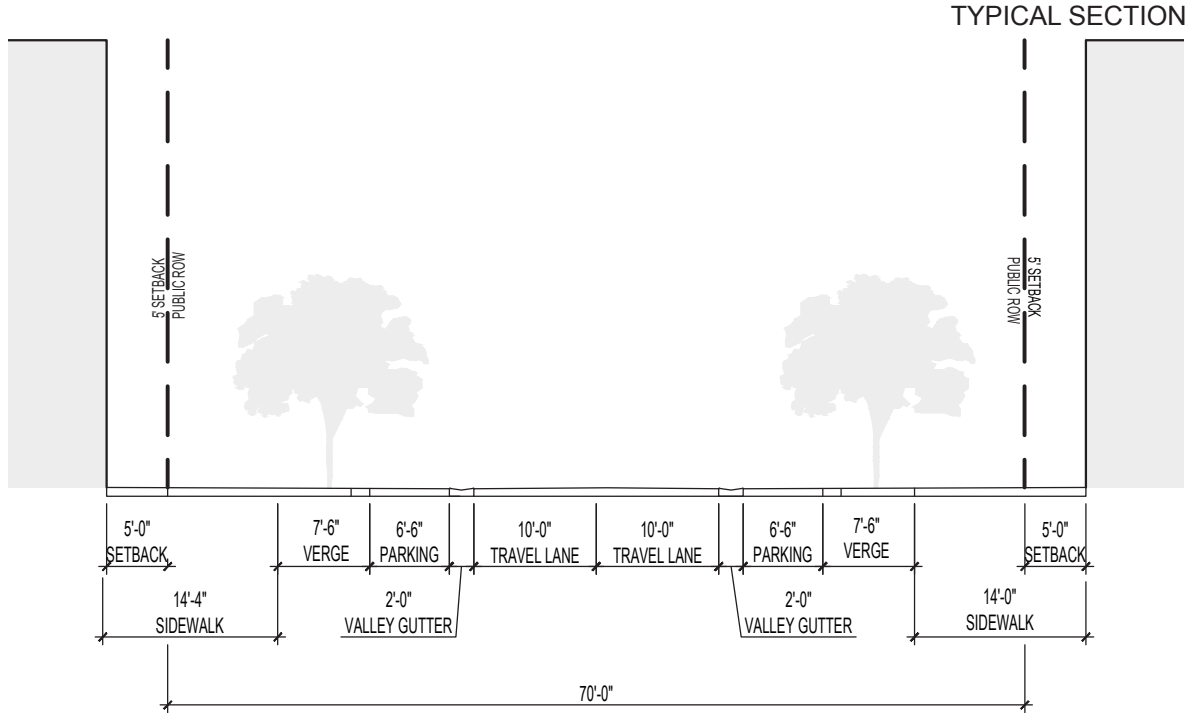 TYPICAL SECTION
5' SETBACK
PUBLIC ROW
PUBLIC ROW
5' SETBACK
5'-0"
SETBACK
7'-6"
VERGE
6'-6"
PARKING
10'-0"
TRAVEL LANE
10'-0"
TRAVEL LANE
6'-6"
PARKING
7'-6"
VERGE
5'-0"
SETBACK
14'-4"
SIDEWALK
2'-0"
VALLEY GUTTER
2'-0"
VALLEY GUTTER
14'-0"
SIDEWALK
70'-0"